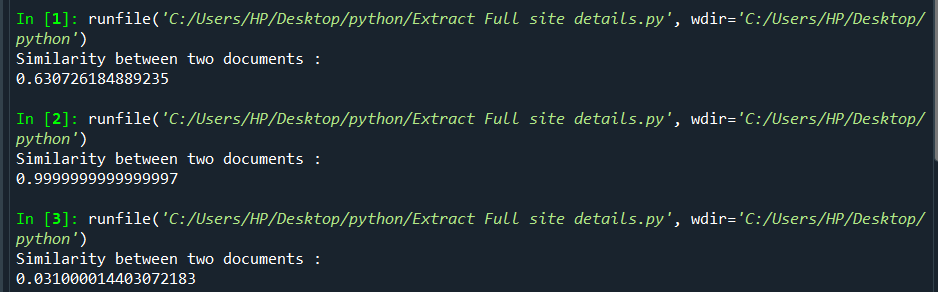 In [1]: runfile('C:/Users/HP/Desktop/python/Extract Full site details.py', wdir='C:/Users/HP/Desktop/
python')
Similarity between two documents :
0.630726184889235
In [2]: runfile('C:/Users/HP/Desktop/python/Extract Full site details.py', wdir='C:/Users/HP/Desktop/
python')
Similarity between two documents :
0.9999999999999997
In [3]: runfile('C:/Users/HP/Desktop/python/Extract Full site details.py', wdir='C:/Users/HP/Desktop/
python')
Similarity between two documents :
0.031000014403072183